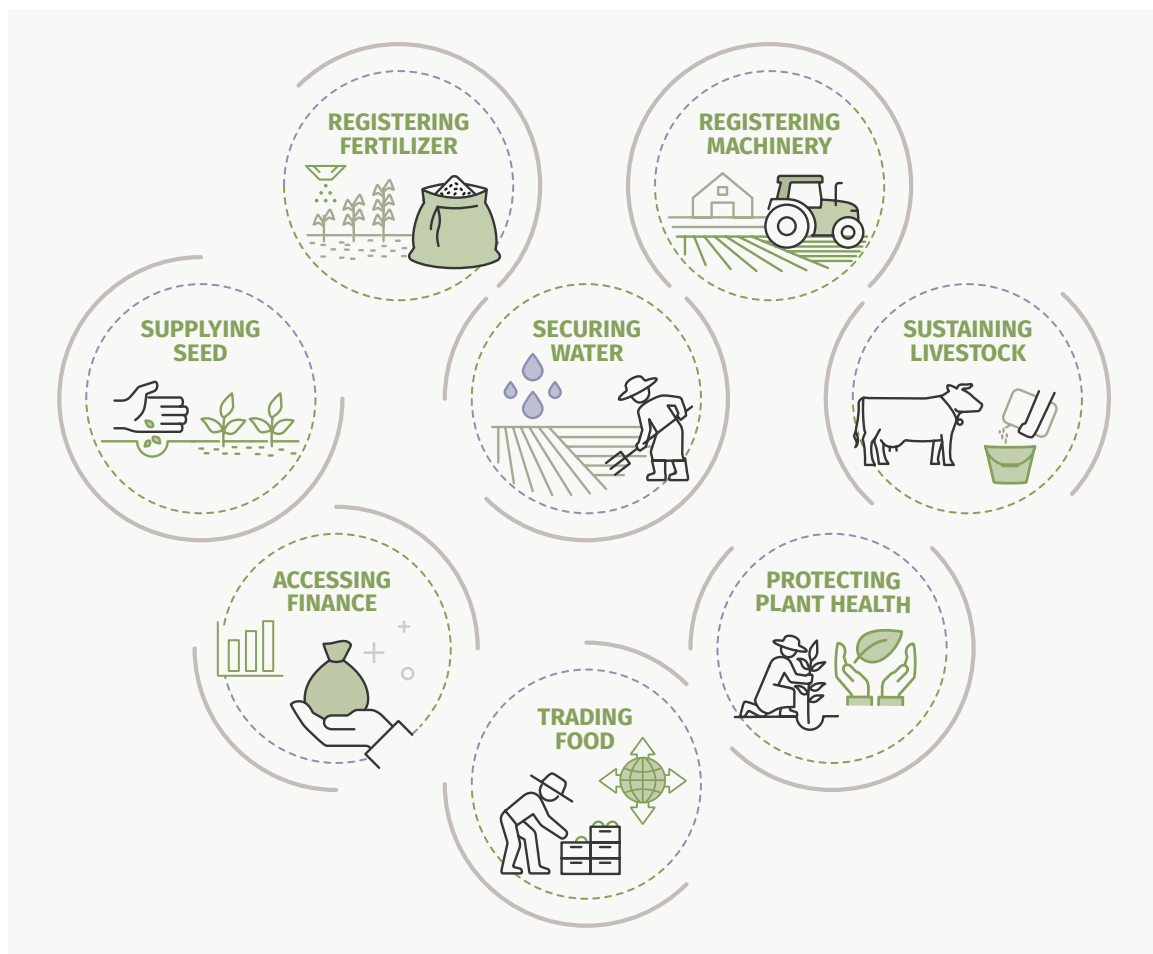 REGISTERING
FERTILIZER
REGISTERING
MACHINERY
SUPPLYING
SEED
SECURING
WATER
SUSTAINING
LIVESTOCK
ACCESSING
FINANCE
PROTECTING
PLANT HEALTH
TRADING
FOOD